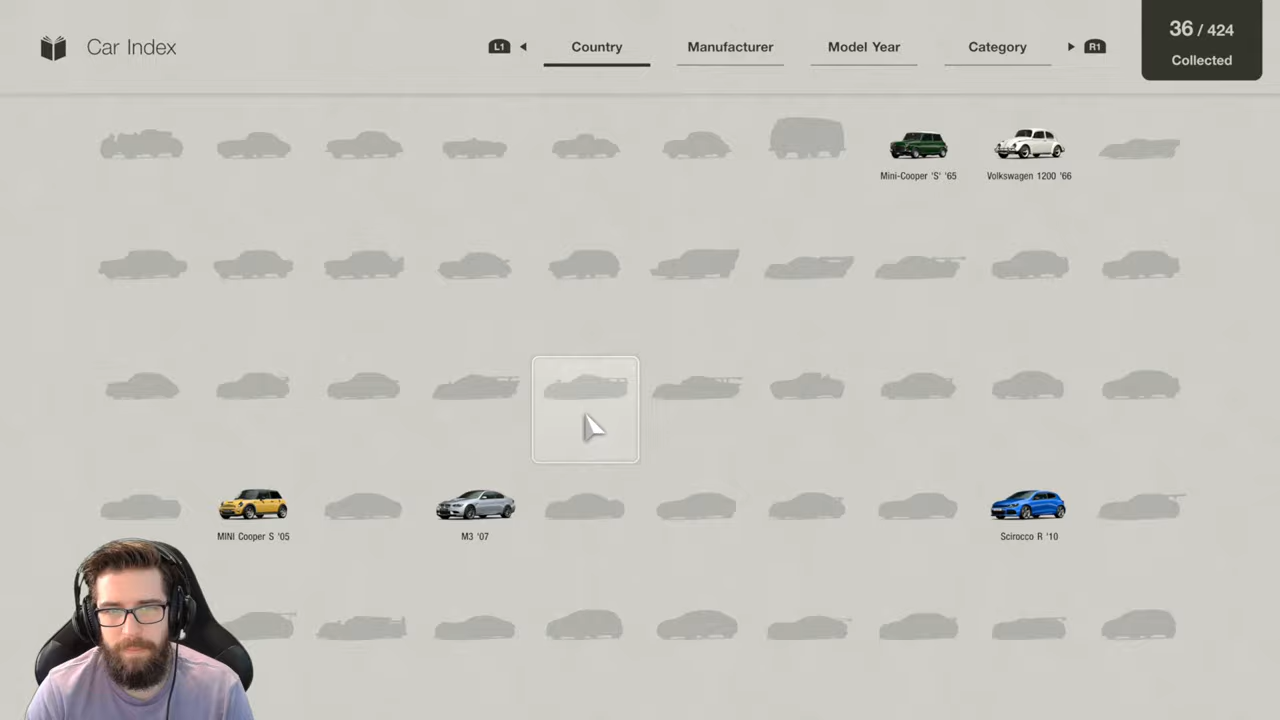 Car Index
L1
Country
Manufacturer
Model Year
Category
R1
36 / 424
Collected
Mini-Cooper 'S' '65
Volkswagen 1200 '66
MINI Cooper S '05
M3 '07
Scirocco R '10